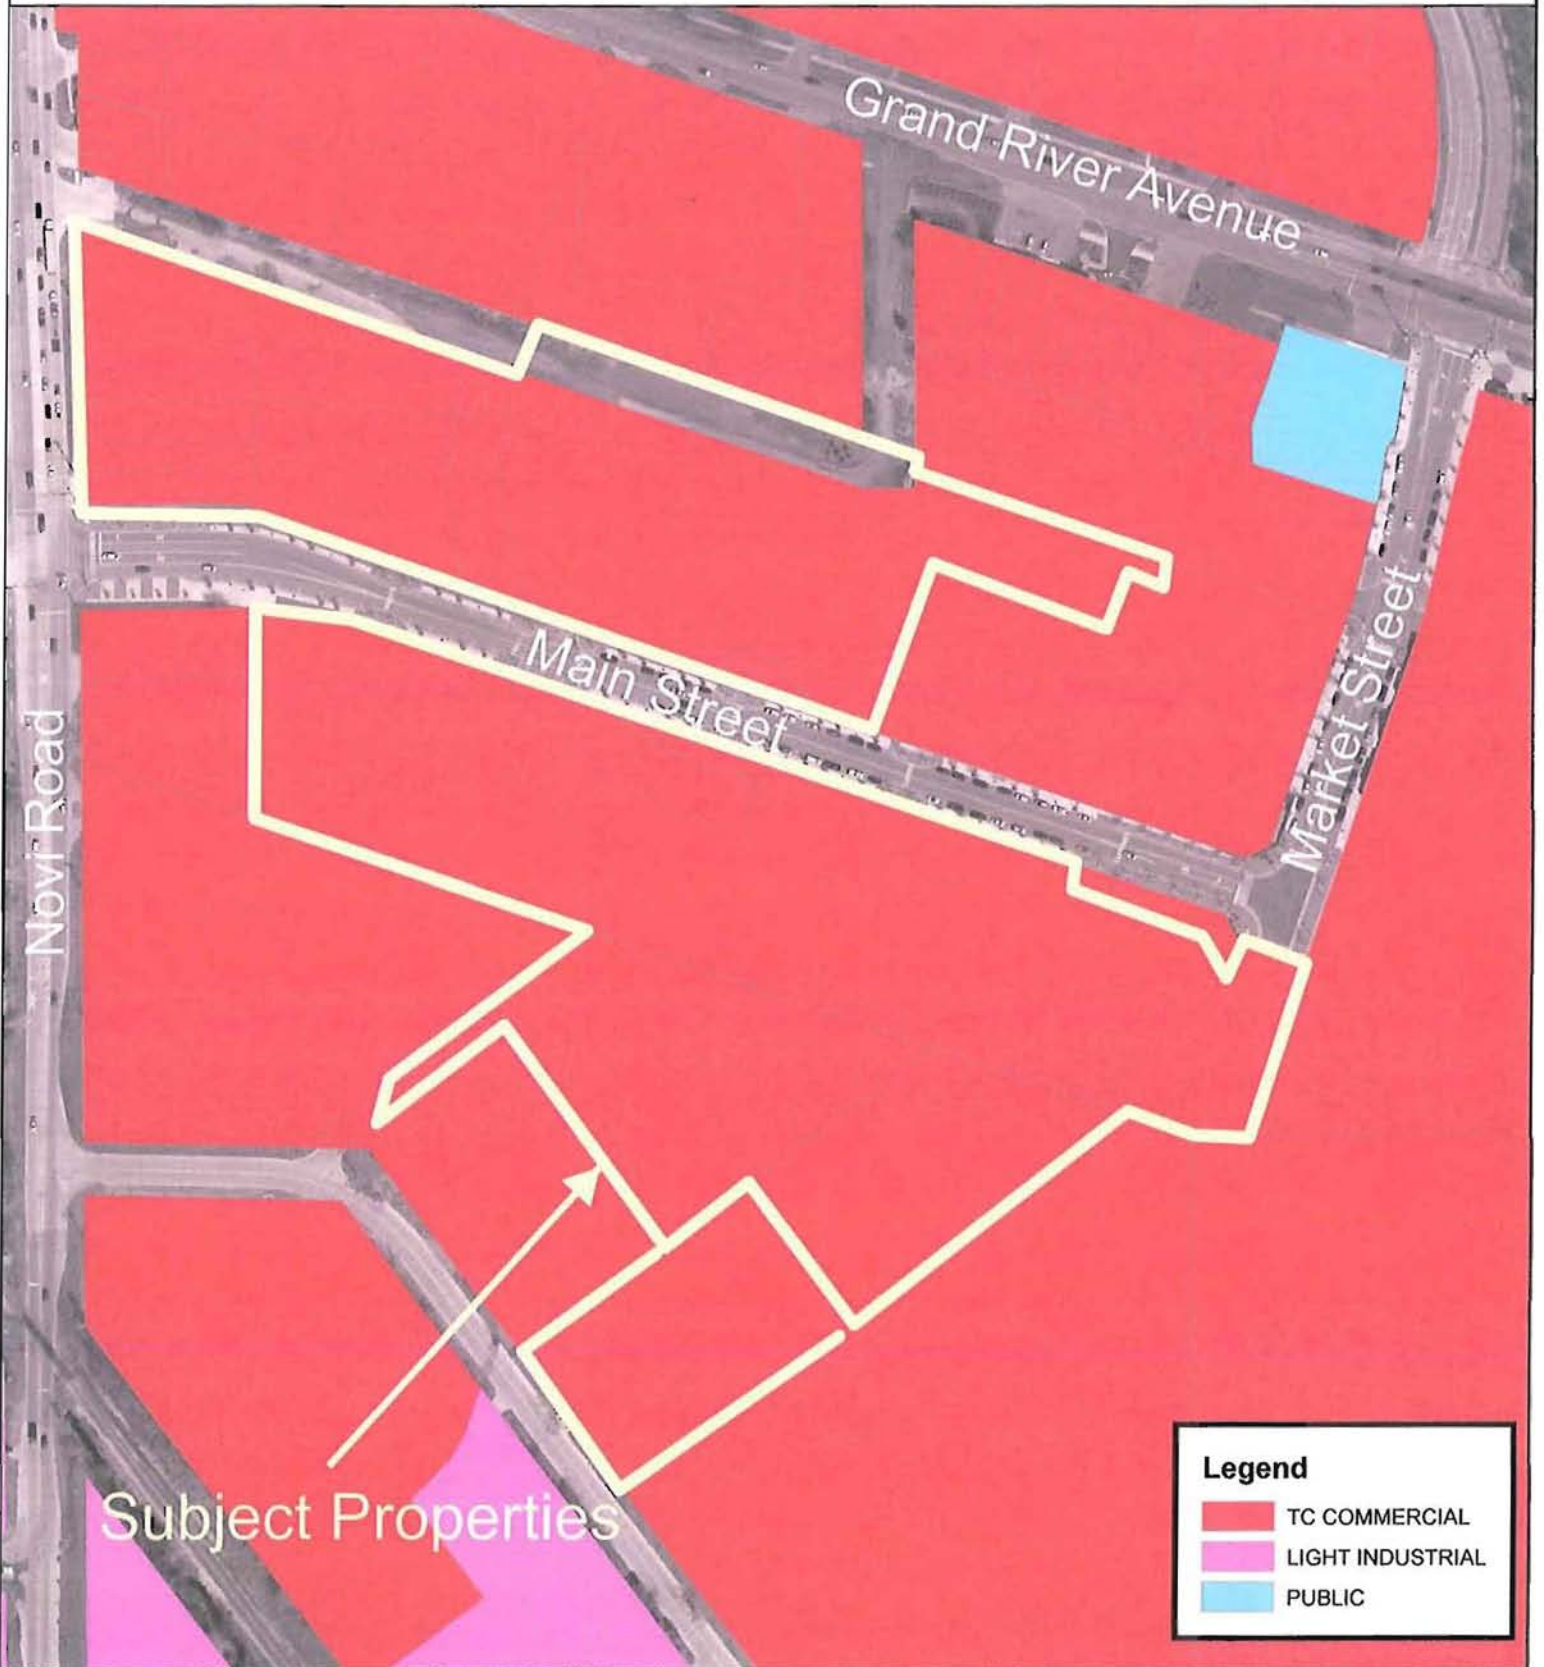 Grand River Avenue
Main Street
Market Street
Novi Road
Subject Properties
Legend
TC COMMERCIAL
LIGHT INDUSTRIAL
PUBLIC